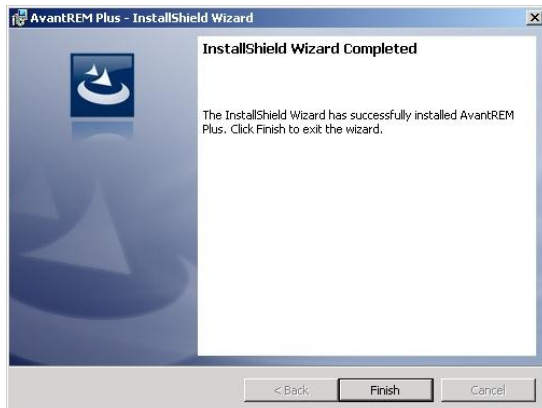 AvantREM Plus - InstallShield Wizard
InstallShield Wizard Completed
The InstallShield Wizard has successfully installed AvantREM
Plus. Click Finish to exit the wizard.
< Back
Finish
Cancel